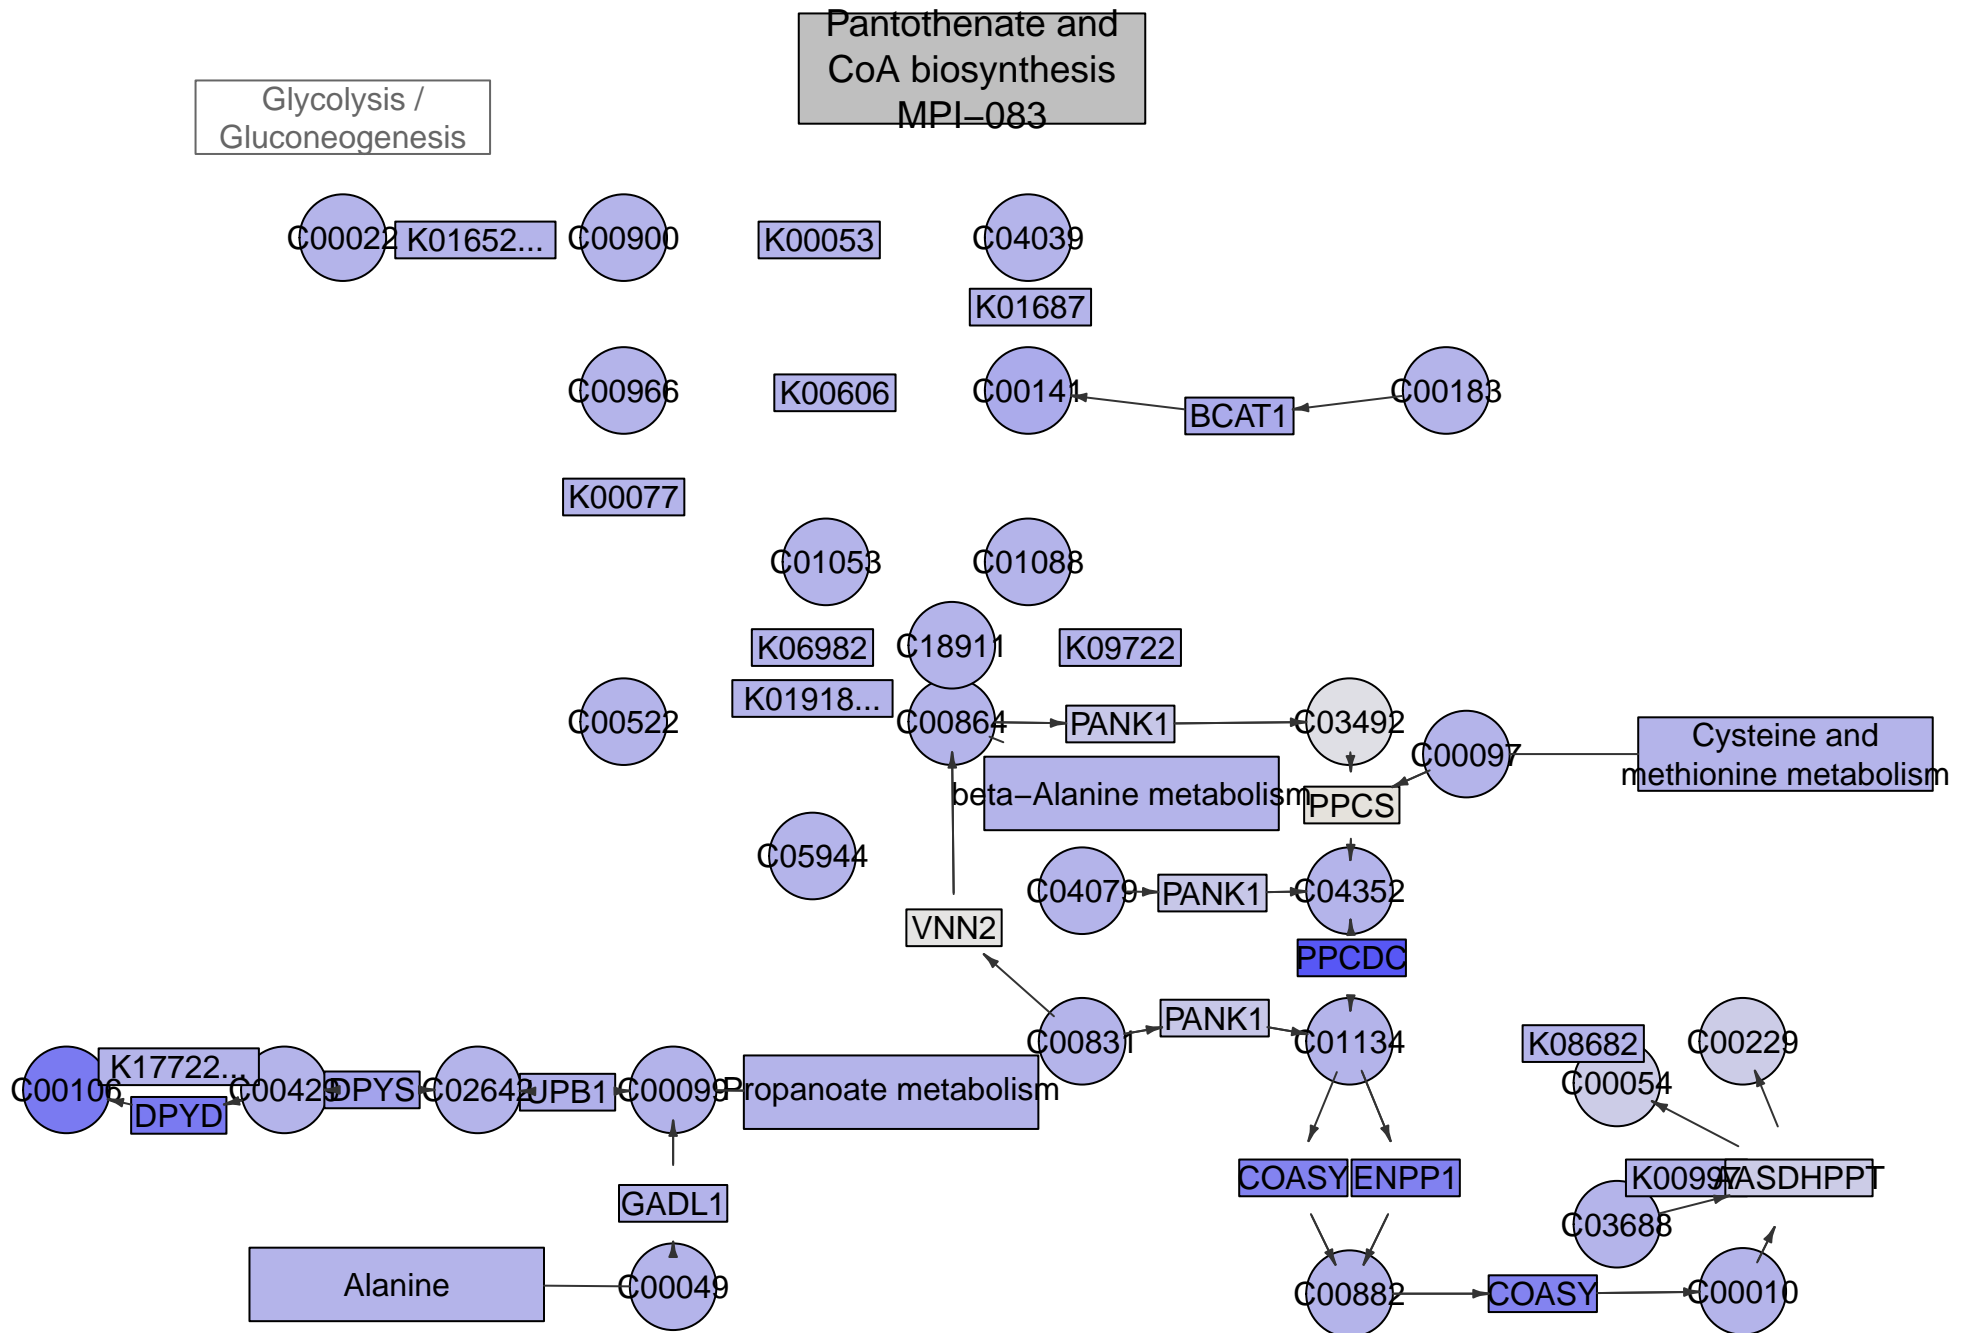 Pantothenate and
CoA biosynthesis
MPI−083
Glycolysis /
Gluconeogenesis
C00022
K01652...
C00900
K00053
C04039
K01687
C00966
K00606
C00141
BCAT1
C00183
K00077
C01053
C01088
K06982
C18911
K09722
K01918...
C00522
C00864
PANK1
C03492
C00097
Cysteine and
methionine metabolism
beta−Alanine metabolism
PPCS
C05944
C04079
PANK1
C04352
VNN2
PPCDC
C00831
PANK1
C01134
K08682
C00229
C00054
C00106
K17722...
DPYD
C00429
DPYS
C02642
UPB1
C00099
Propanoate metabolism
COASY
ENPP1
K00997
AASDHPPT
GADL1
C03688
Alanine
C00049
C00882
COASY
C00010